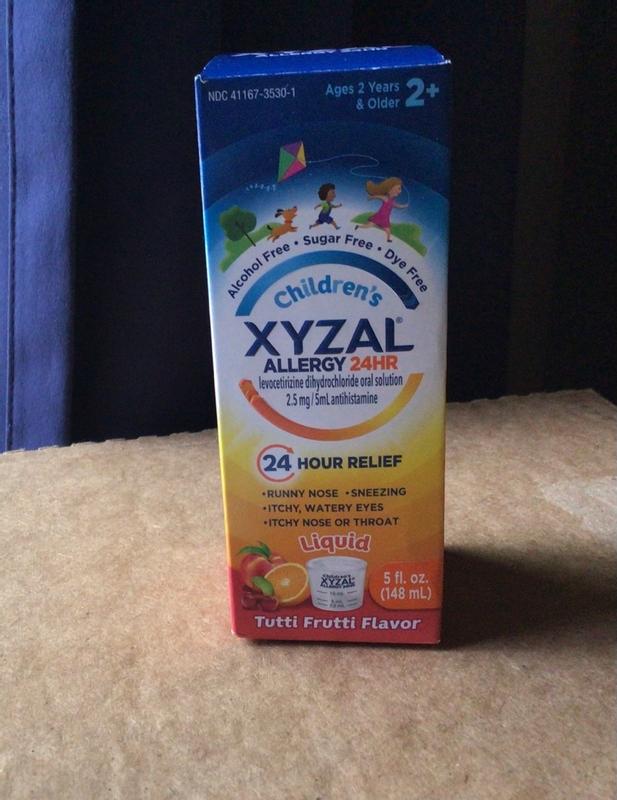 NDC 41167-3530-1
Ages 2 Years
& Older 2+
Alcohol Free • Sugar Free • Dye Free
Children's
XYZAL®
ALLERGY 24HR
levocetirizine dihydrochloride oral solution
2.5 mg/5mL antihistamine
24 HOUR RELIEF
•RUNNY NOSE •SNEEZING
•ITCHY, WATERY EYES
•ITCHY NOSE OR THROAT
Liquid
Children's
XYZAL
5 fl. oz.
(148 mL)
Tutti Frutti Flavor